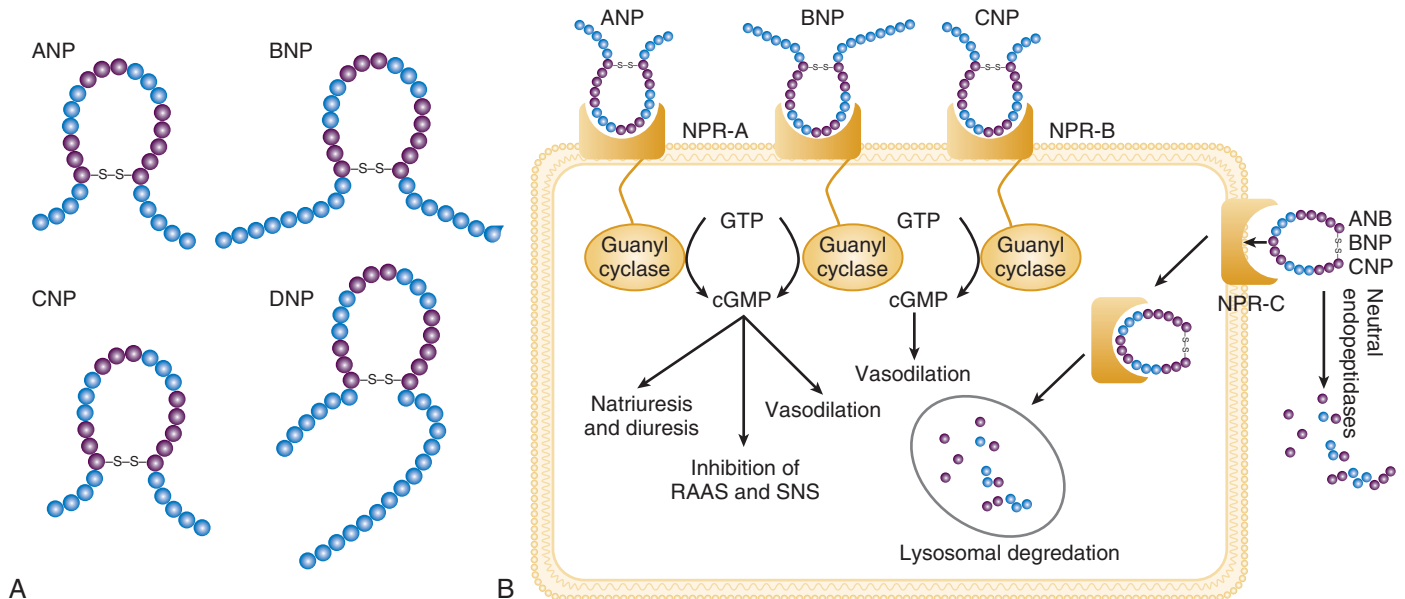 ANP
BNP
S–S
S–S
CNP
DNP
S–S
S–S
A
ANP
BNP
CNP
S–S
S–S
S–S
NPR-A
NPR-B
GTP
GTP
Guanyl
cyclase
Guanyl
cyclase
Guanyl
cyclase
cGMP
cGMP
Natriuresis
and diuresis
Vasodilation
Inhibition of
RAAS and SNS
Vasodilation
ANB
BNP
CNP
S–S
NPR-C
Neutral
endopeptidases
S–S
Lysosomal degredation
B